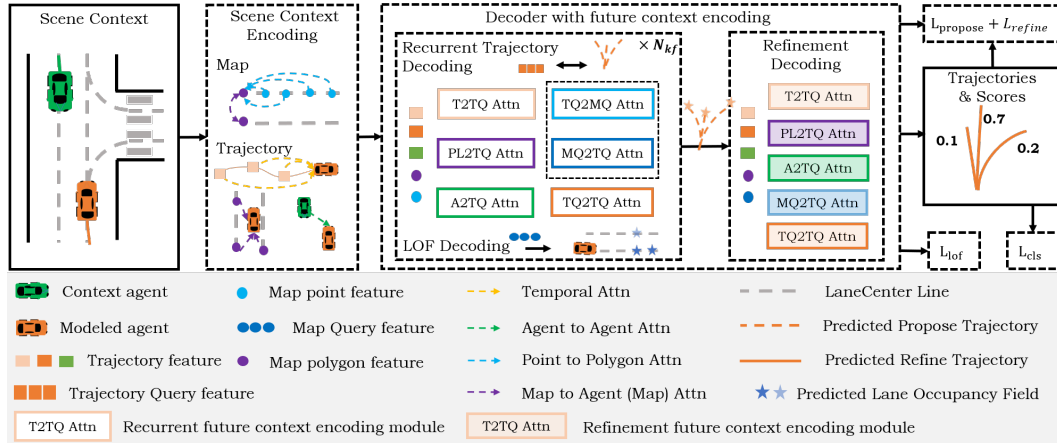 Scene Context
Scene Context
Encoding
Map
Trajectory
Decoder with future context encoding
Recurrent Trajectory
Decoding
× N_kf
T2TQ Attn
TQ2MQ Attn
PL2TQ Attn
MQ2TQ Attn
A2TQ Attn
TQ2TQ Attn
LOF Decoding
Refinement
Decoding
T2TQ Attn
PL2TQ Attn
A2TQ Attn
MQ2TQ Attn
TQ2TQ Attn
L_propose + L_refine
Trajectories
& Scores
0.7
0.1
0.2
L_lof
L_cls
Context agent
Map point feature
Temporal Attn
LaneCenter Line
Modeled agent
Map Query feature
Agent to Agent Attn
Predicted Propose Trajectory
Trajectory feature
Map polygon feature
Point to Polygon Attn
Predicted Refine Trajectory
Trajectory Query feature
Map to Agent (Map) Attn
Predicted Lane Occupancy Field
T2TQ Attn
Recurrent future context encoding module
T2TQ Attn
Refinement future context encoding module